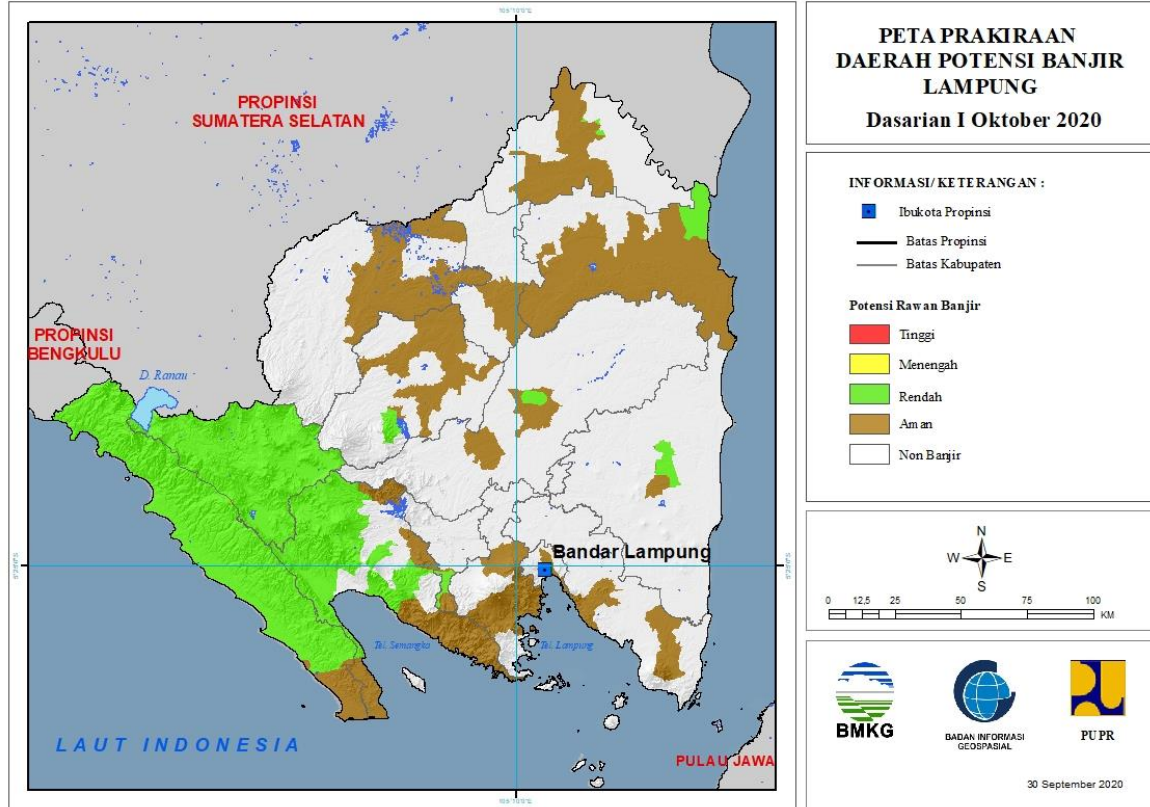 PROPINSI
SUMATERA SELATAN
PROPINSI
BENGKULU
D. Ranau
Bandar Lampung
Tel. Semangka
Tel. Lampung
LAUT INDONESIA
PULAU JAWA
PETA PRAKIRAAN
DAERAH POTENSI BANJIR
LAMPUNG
Dasarian I Oktober 2020
INFORMASI/KETERANGAN :
Ibukota Propinsi
Batas Propinsi
Batas Kabupaten
Potensi Rawan Banjir
Tinggi
Menengah
Rendah
Aman
Non Banjir
N
W E
S
0 12,5 25 50 75 100
KM
BMKG
BADAN INFORMASI
GEOSPASIAL
PUPR
30 September 2020